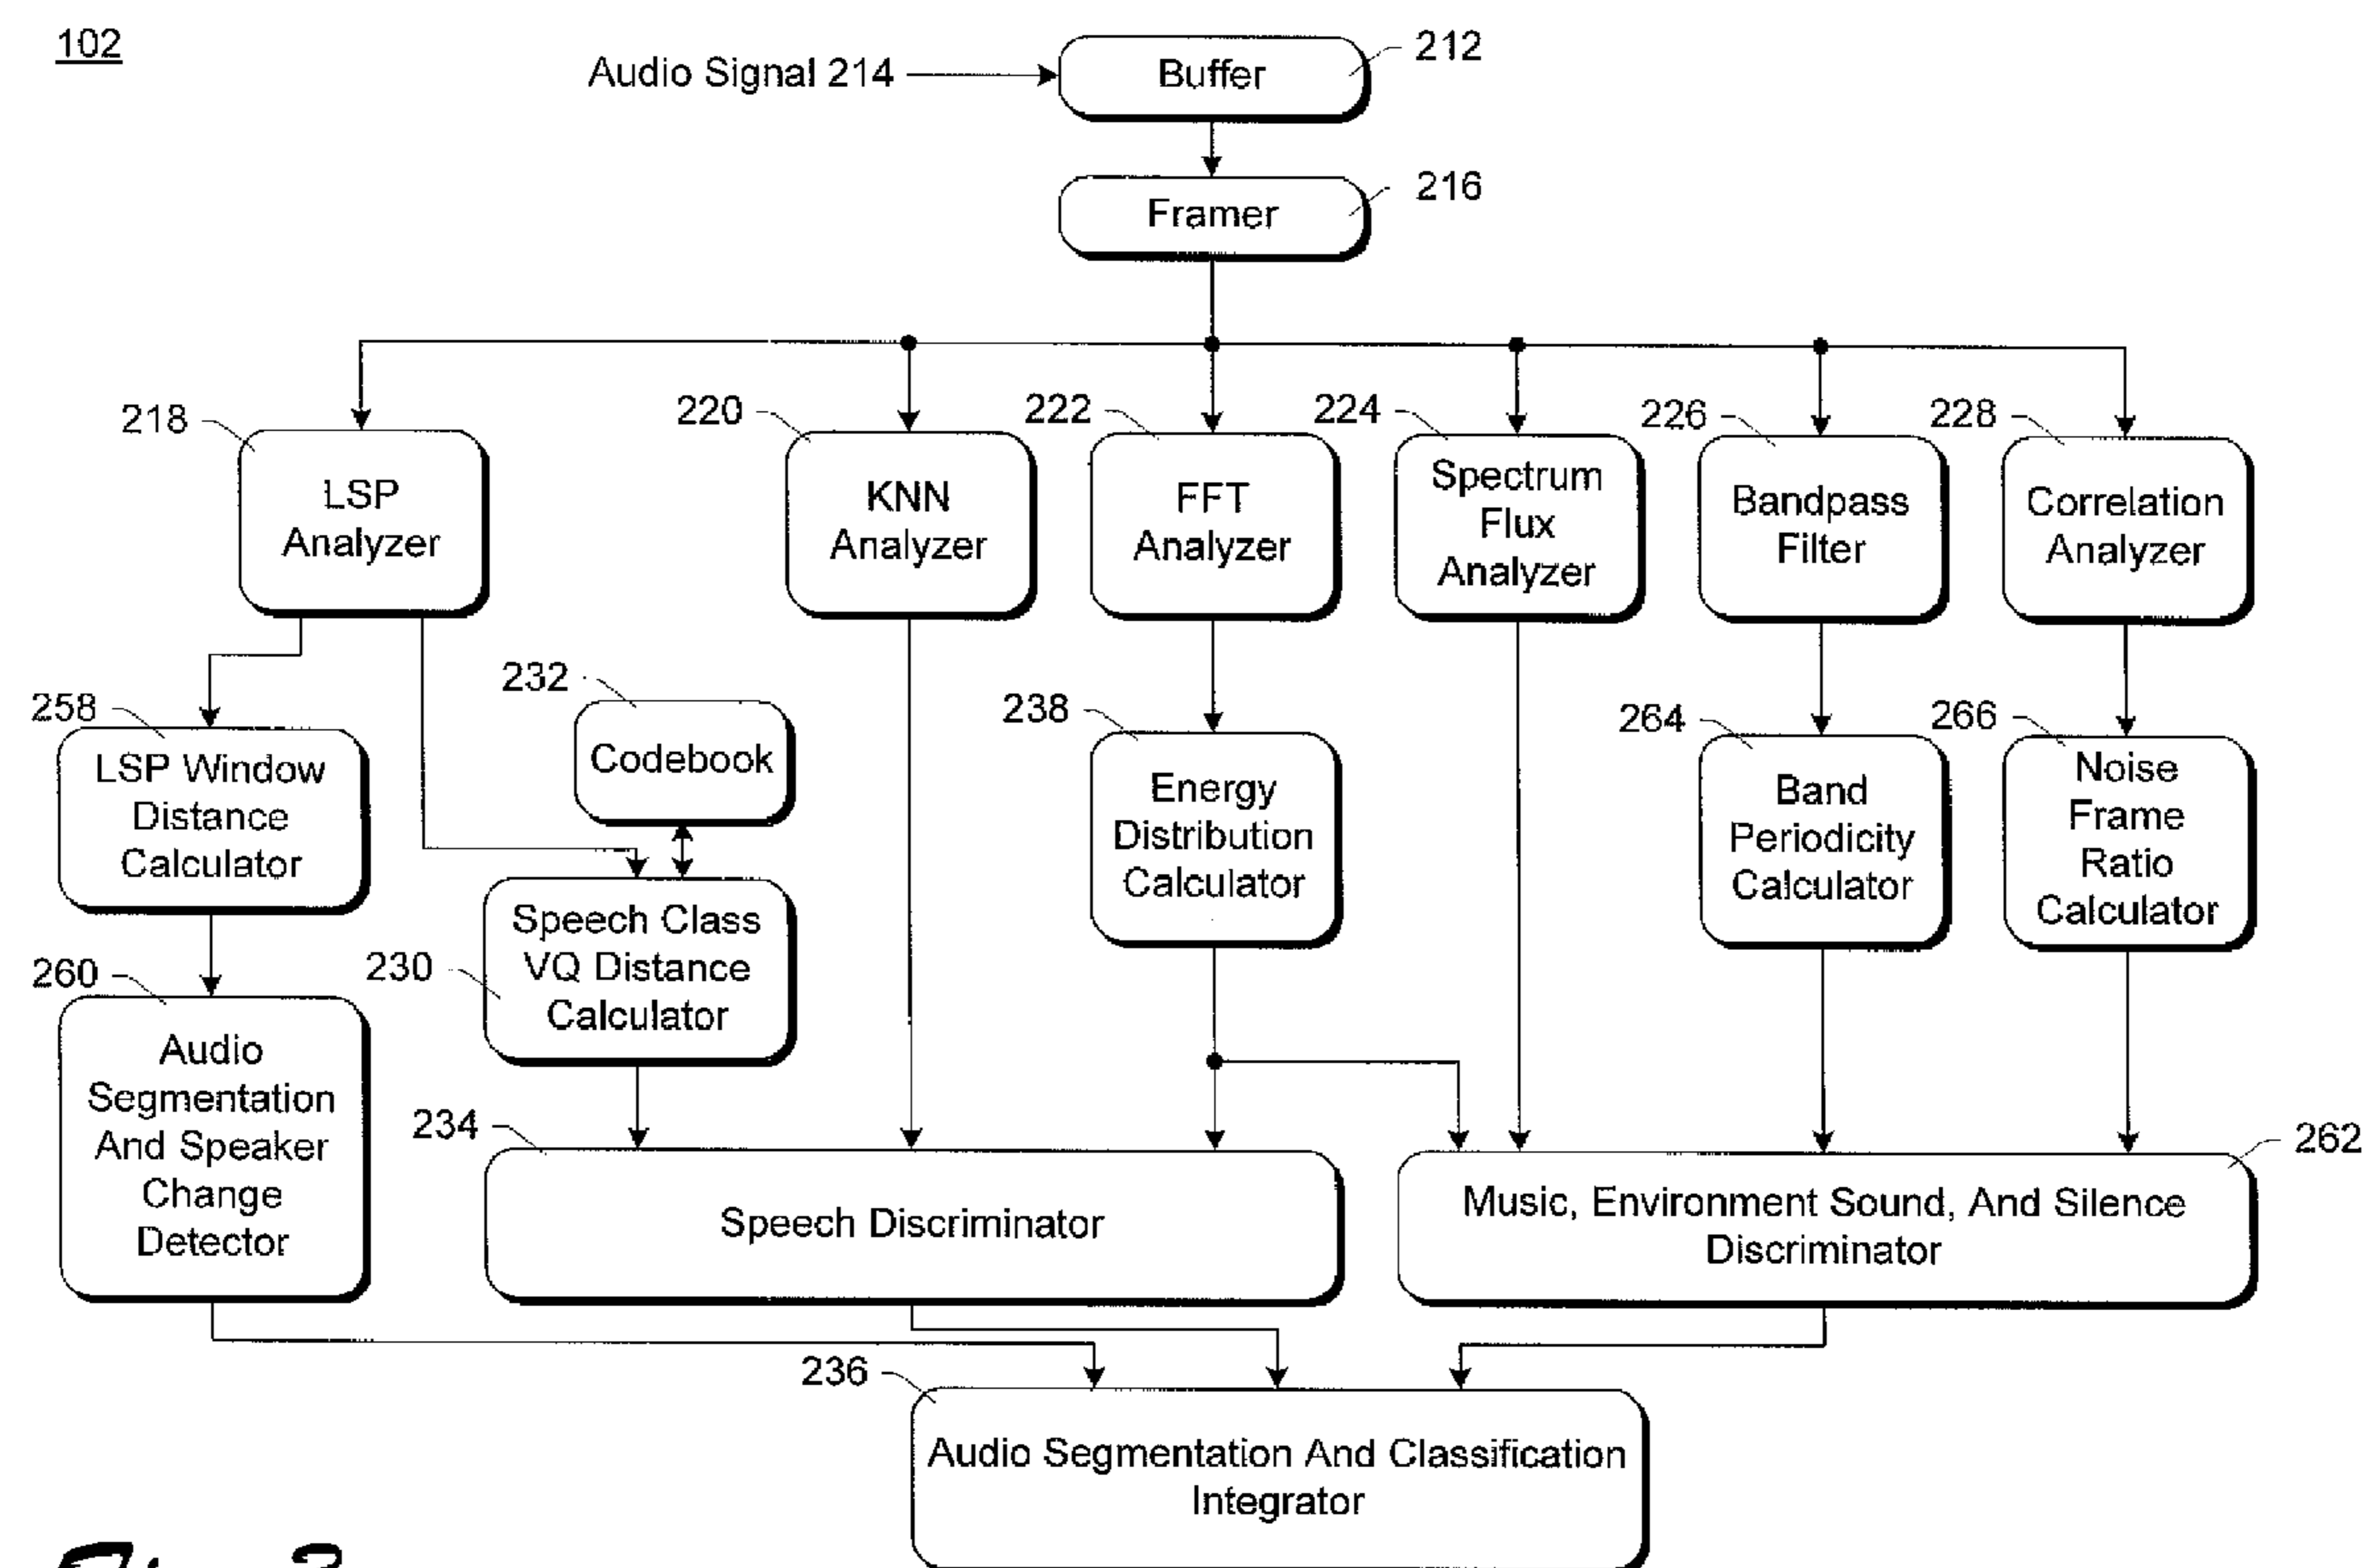 102
Audio Signal 214
Buffer
212
Framer
216
218
220
222
224
226
228
LSP
Analyzer
KNN
Analyzer
FFT
Analyzer
Spectrum
Flux
Analyzer
Bandpass
Filter
Correlation
Analyzer
258
LSP Window
Distance
Calculator
232
Codebook
238
Energy
Distribution
Calculator
264
Band
Periodicity
Calculator
266
Noise
Frame
Ratio
Calculator
230
Speech Class
VQ Distance
Calculator
260
Audio
Segmentation
And Speaker
Change
Detector
234
Speech Discriminator
262
Music, Environment Sound, And Silence
Discriminator
236
Audio Segmentation And Classification
Integrator